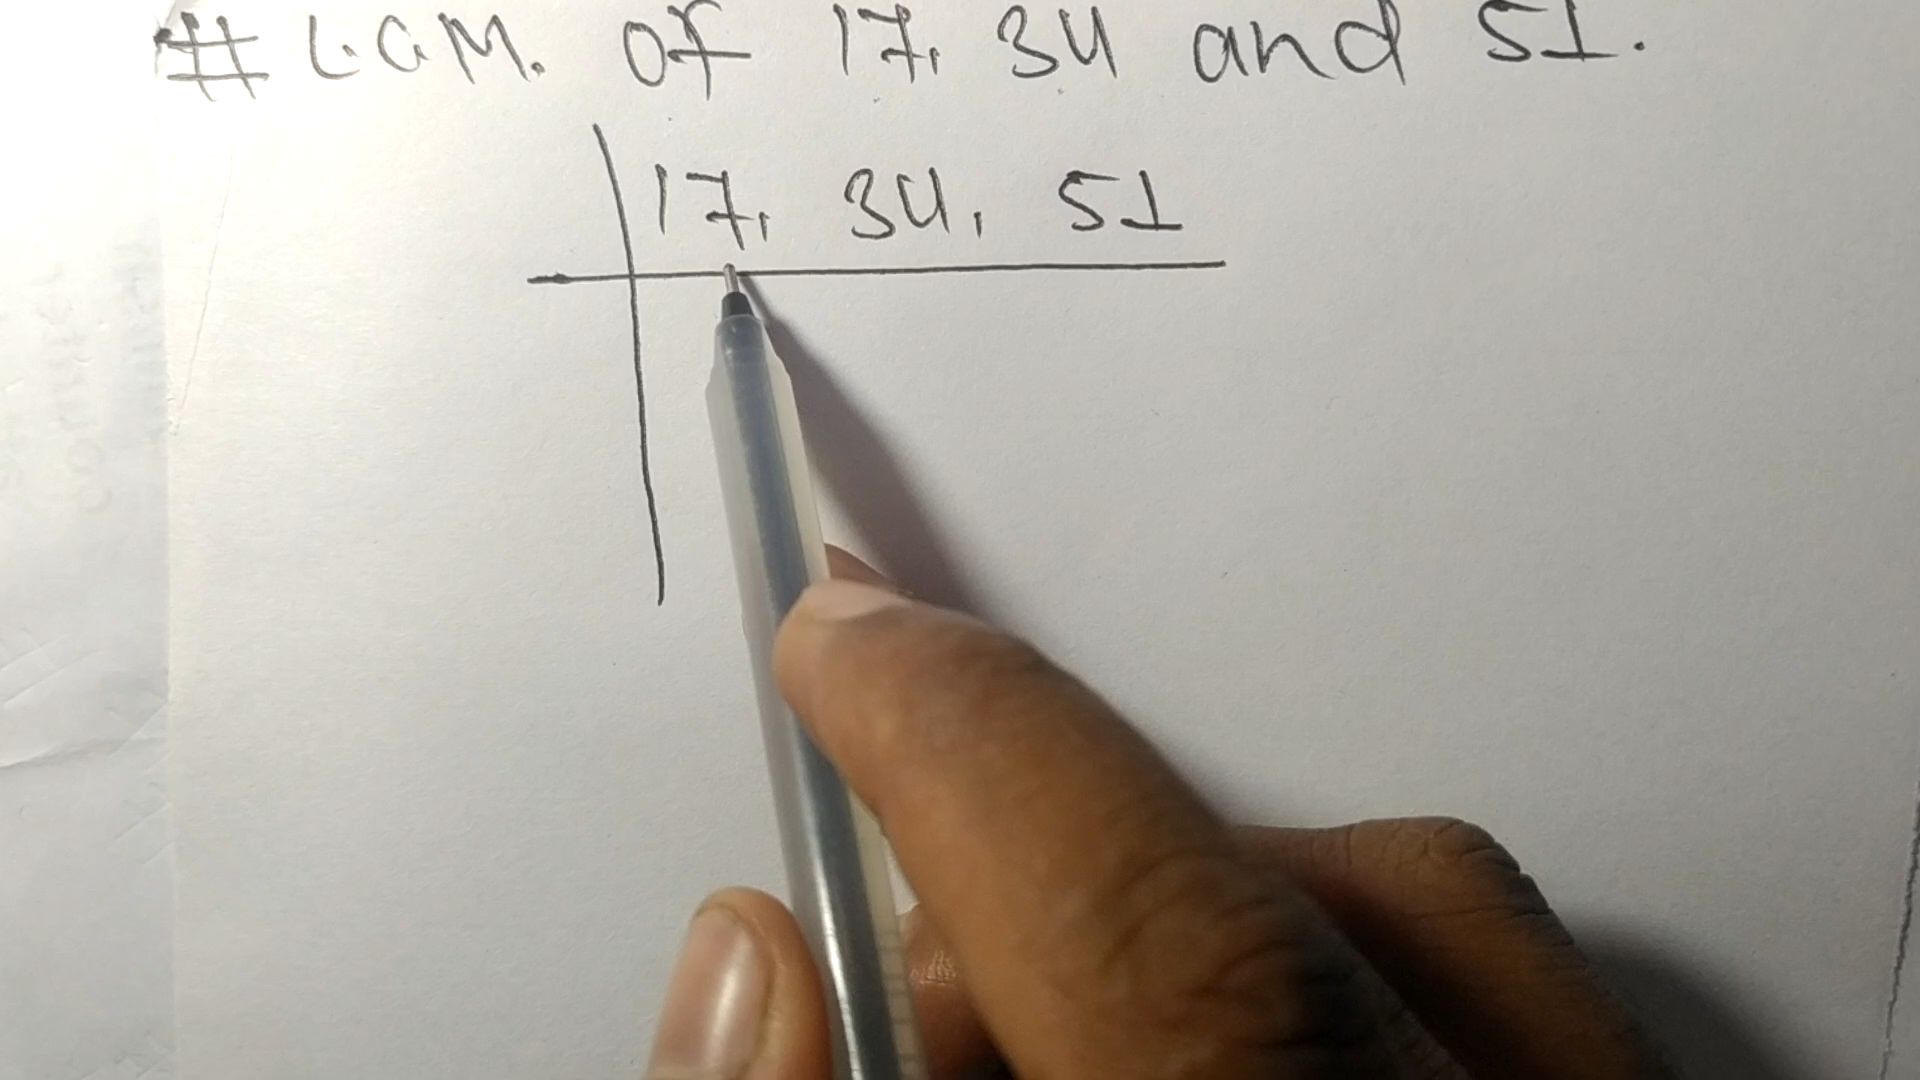 # L.C.M. of 17, 34 and 51.
17, 34, 51